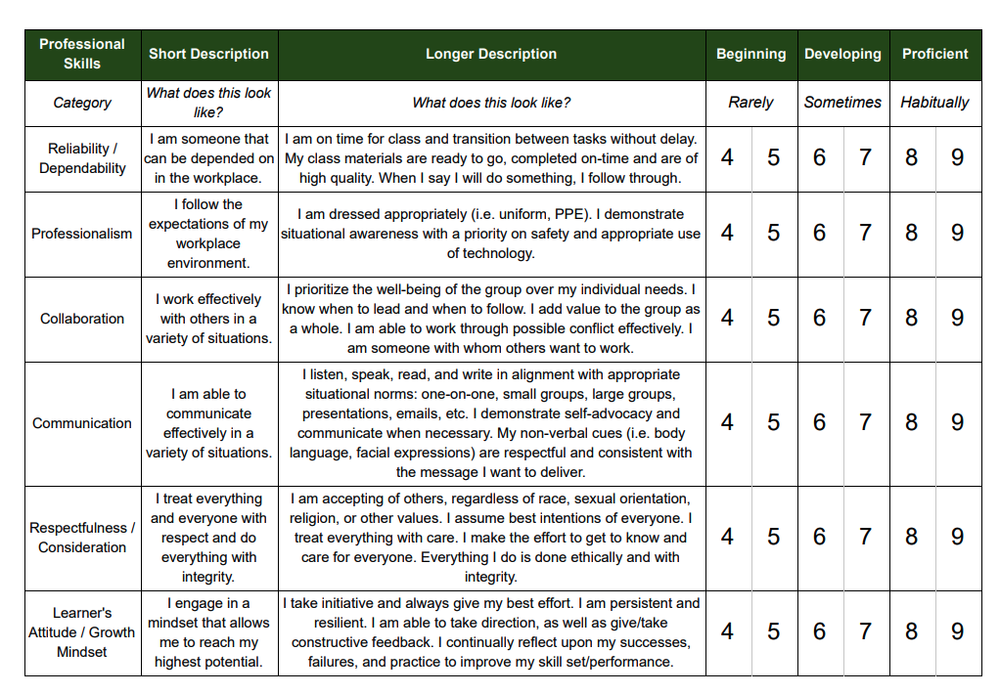 Professional Skills
Short Description
Longer Description
Beginning
Developing
Proficient
Category
What does this look
like?
What does this look like?
Rarely
Sometimes
Habitually
Reliability /
Dependability
I am someone that
can be depended on
in the workplace.
I am on time for class and transition between tasks without delay.
My class materials are ready to go, completed on-time and are of
high quality. When I say I will do something, I follow through.
4 5 6 7 8 9
Professionalism
I follow the
expectations of my
workplace
environment.
I am dressed appropriately (i.e. uniform, PPE). I demonstrate
situational awareness with a priority on safety and appropriate use
of technology.
4 5 6 7 8 9
Collaboration
I work effectively
with others in a
variety of situations.
I prioritize the well-being of the group over my individual needs. I
know when to lead and when to follow. I add value to the group as
a whole. I am able to work through possible conflict effectively. I
am someone with whom others want to work.
4 5 6 7 8 9
Communication
I am able to
communicate
effectively in a
variety of situations.
I listen, speak, read, and write in alignment with appropriate
situational norms: one-on-one, small groups, large groups,
presentations, emails, etc. I demonstrate self-advocacy and
communicate when necessary. My non-verbal cues (i.e. body
language, facial expressions) are respectful and consistent with
the message I want to deliver.
4 5 6 7 8 9
Respectfulness /
Consideration
I treat everything
and everyone with
respect and do
everything with
integrity.
I am accepting of others, regardless of race, sexual orientation,
religion, or other values. I assume best intentions of everyone. I
treat everything with care. I make the effort to get to know and
care for everyone. Everything I do is done ethically and with
integrity.
4 5 6 7 8 9
Learner's
Attitude / Growth
Mindset
I engage in a
mindset that allows
me to reach my
highest potential.
I take initiative and always give my best effort. I am persistent and
resilient. I am able to take direction, as well as give/take
constructive feedback. I continually reflect upon my successes,
failures, and practice to improve my skill set/performance.
4 5 6 7 8 9